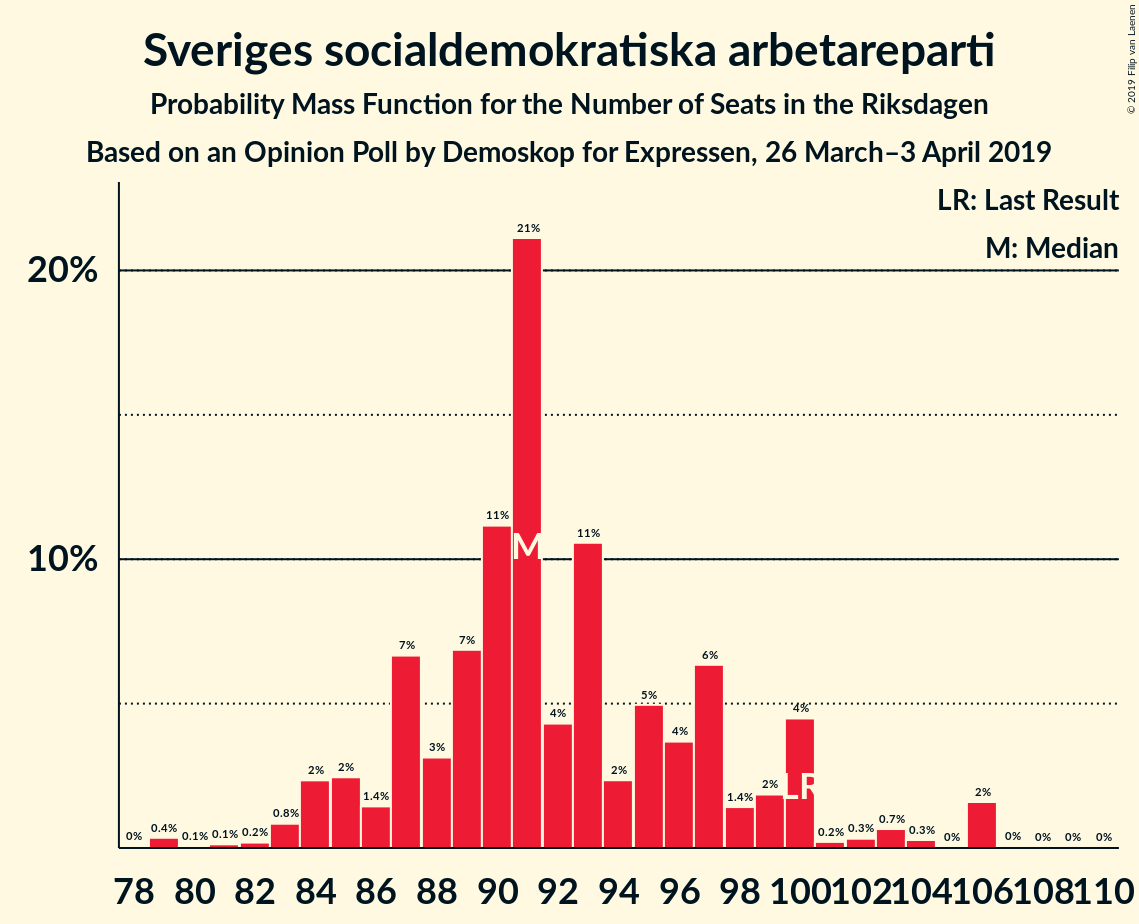 Sveriges socialdemokratiska arbetareparti
Probability Mass Function for the Number of Seats in the Riksdagen
Based on an Opinion Poll by Demoskop for Expressen, 26 March–3 April 2019
© 2019 Filip van Laenen
LR: Last Result
M: Median
20%
10%
0% 0.4% 0.1% 0.1% 0.2% 0.8% 2% 2% 1.4% 7% 3% 7% 11% 21% 4% 11% 2% 5% 4% 6% 1.4% 2% 4% 0.2% 0.3% 0.7% 0.3% 0% 2% 0% 0% 0% 0%
M
LR
78 80 82 84 86 88 90 92 94 96 98 100 102 104 106 108 110